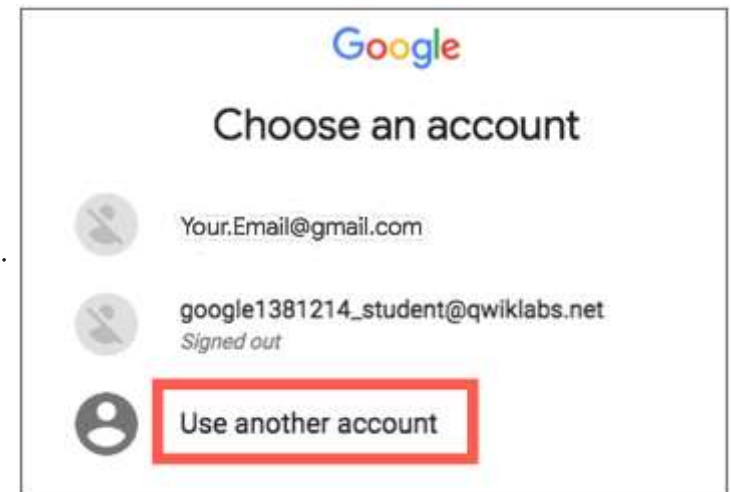 Google
Choose an account
Your.Email@gmail.com
.
google1381214_student@qwiklabs.net
Signed out
Use another account